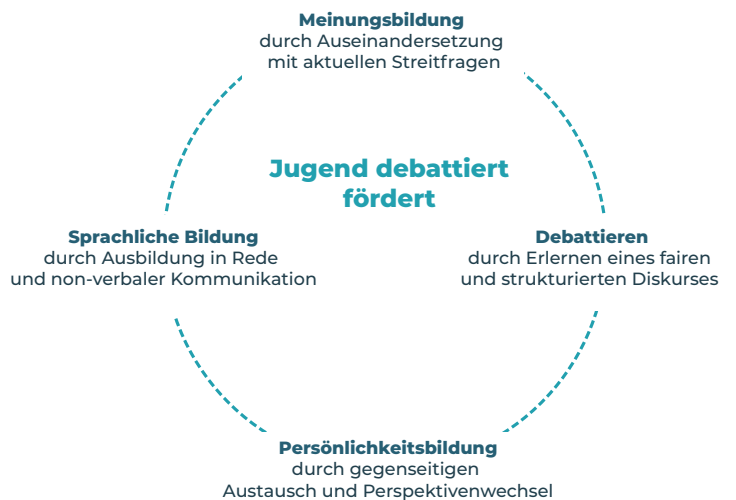 Meinungsbildung
durch Auseinandersetzung
mit aktuellen Streitfragen
Jugend debattiert
fördert
Sprachliche Bildung
durch Ausbildung in Rede
und non-verbaler Kommunikation
Debattieren
durch Erlernen eines fairen
und strukturierten Diskurses
Persönlichkeitsbildung
durch gegenseitigen
Austausch und Perspektivenwechsel